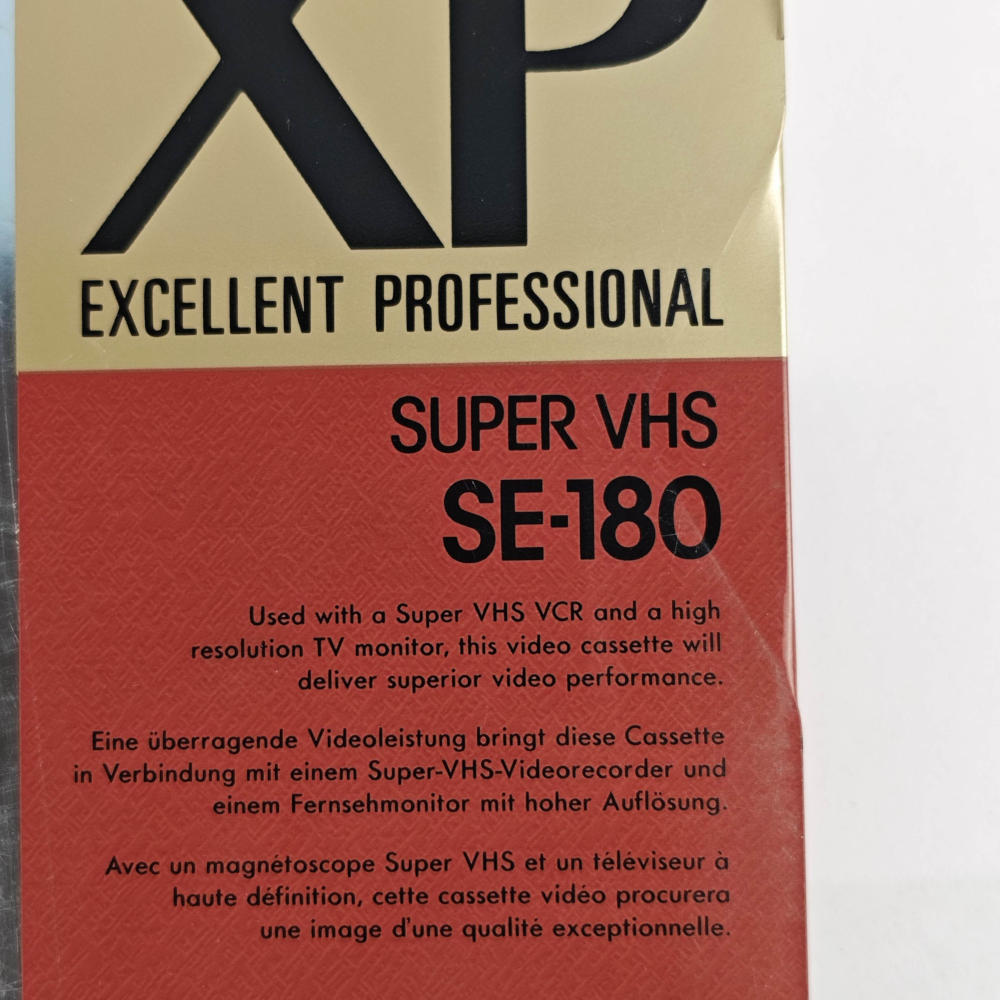 XP
EXCELLENT PROFESSIONAL
SUPER VHS
SE-180
Used with a Super VHS VCR and a high
resolution TV monitor, this video cassette will
deliver superior video performance.
Eine überragende Videoleistung bringt diese Cassette
in Verbindung mit einem Super-VHS-Videorecorder und
einem Fernsehmonitor mit hoher Auflösung.
Avec un magnétoscope Super VHS et un téléviseur à
haute définition, cette cassette vidéo procurera
une image d'une qualité exceptionnelle.